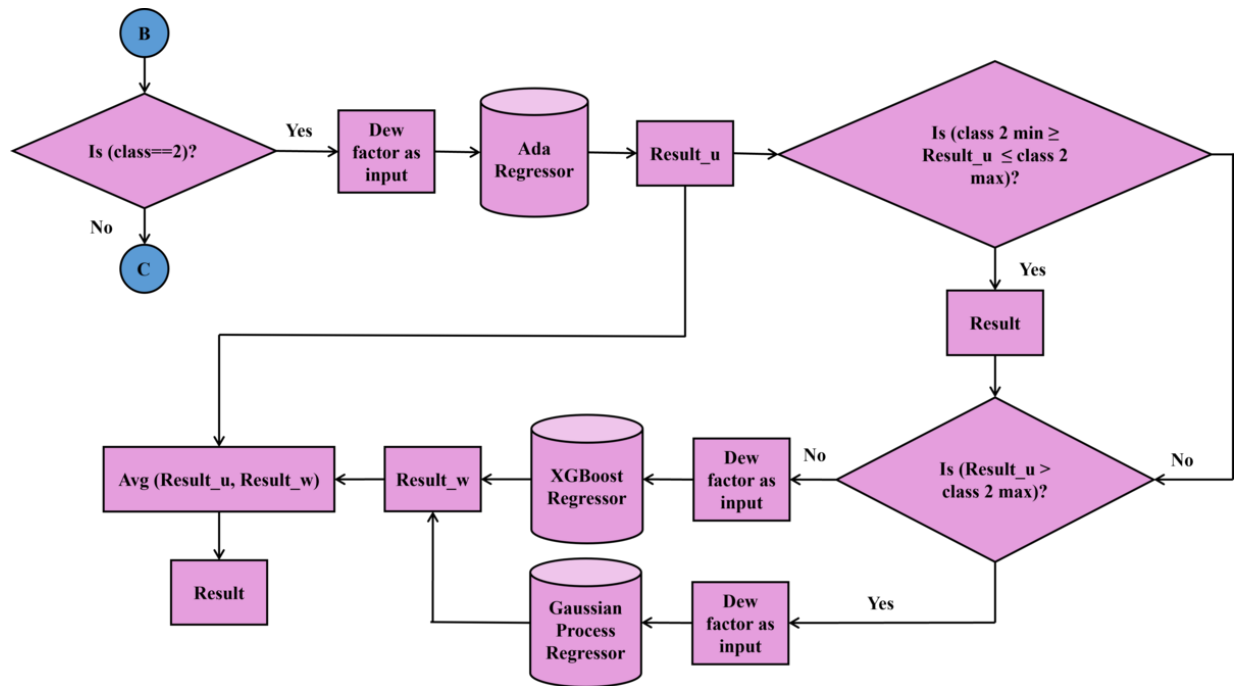 B
Is (class==2)?
Yes
Dew
factor as
input
Ada
Regressor
Result_u
Is (class 2 min ≥
Result_u ≤ class 2
max)?
No
C
Yes
Result
Is (Result_u >
class 2 max)?
No
No
Dew
factor as
input
XGBoost
Regressor
Result_w
Avg (Result_u, Result_w)
Result
Yes
Dew
factor as
input
Gaussian
Process
Regressor